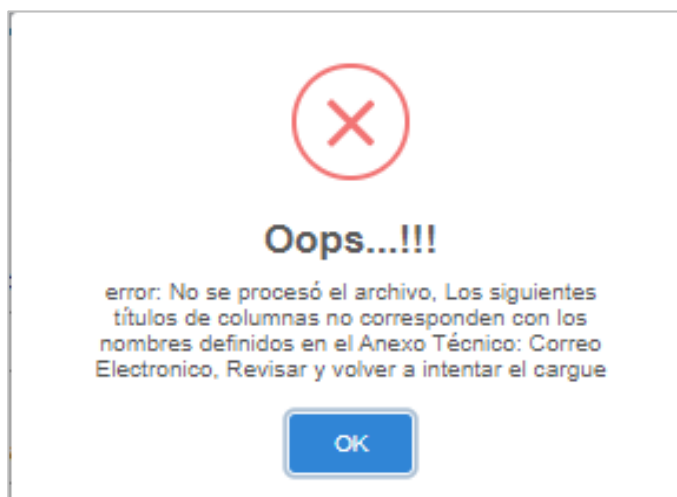 Oops...!!!
error: No se procesó el archivo, Los siguientes
títulos de columnas no corresponden con los
nombres definidos en el Anexo Técnico: Correo
Electronico, Revisar y volver a intentar el cargue
OK